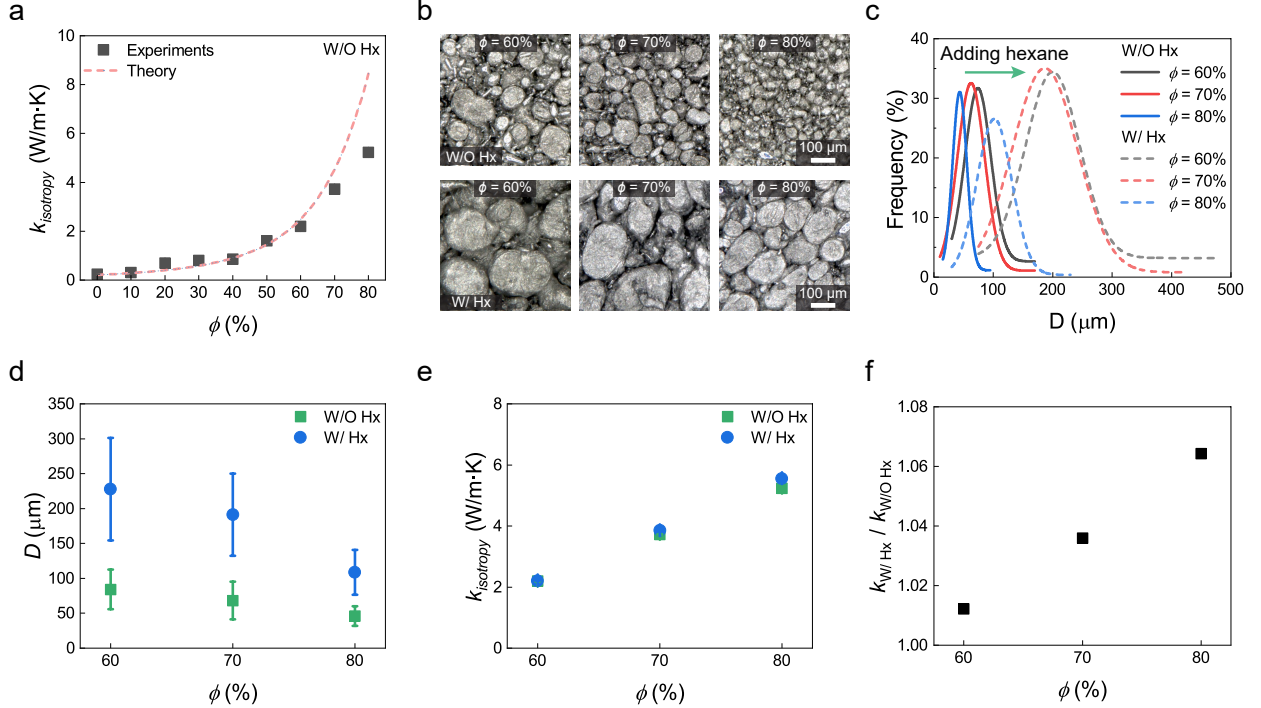 a
10
8
6
4
2
0
k_isotropy (W/m·K)
Experiments
Theory
W/O Hx
0 10 20 30 40 50 60 70 80
ϕ (%)
b
ϕ = 60% ϕ = 70% ϕ = 80%
W/O Hx
100 μm
ϕ = 60% ϕ = 70% ϕ = 80%
W/ Hx
100 μm
c
40
30
20
10
0
Frequency (%)
Adding hexane
W/O Hx
ϕ = 60%
ϕ = 70%
ϕ = 80%
W/ Hx
ϕ = 60%
ϕ = 70%
ϕ = 80%
0 100 200 300 400 500
D (μm)
d
350
300
250
200
150
100
50
0
D (μm)
W/O Hx
W/ Hx
60 70 80
ϕ (%)
e
8
6
4
2
0
k_isotropy (W/m·K)
W/O Hx
W/ Hx
60 70 80
ϕ (%)
f
1.08
1.06
1.04
1.02
1.00
k_W/ Hx / k_W/O Hx
60 70 80
ϕ (%)